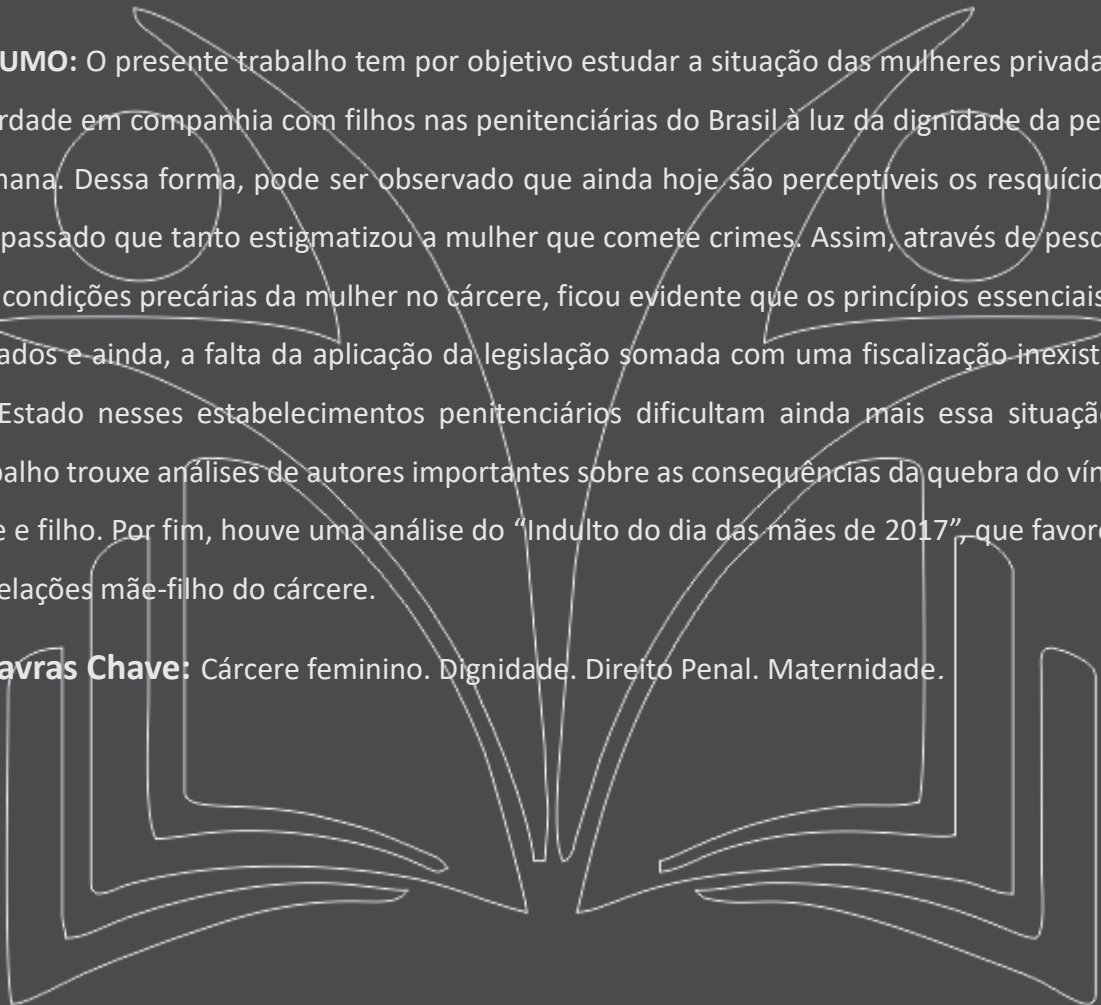 UMO: O presente trabalho tem por objetivo estudar a situação das mulheres privada
rdade em companhia com filhos nas penitenciárias do Brasil à luz da dignidade da pe
nana. Dessa forma, pode ser observado que ainda hoje são perceptíveis os resquício
passado que tanto estigmatizou a mulher que comete crimes. Assim, através de pesq
condições precárias da mulher no cárcere, ficou evidente que os princípios essenciais
ados e ainda, a falta da aplicação da legislação somada com uma fiscalização inexist
Estado nesses estabelecimentos penitenciários dificultam ainda mais essa situaçã
balho trouxe análises de autores importantes sobre as consequências da quebra do vín
e e filho. Por fim, houve uma análise do “Indulto do dia das mães de 2017”, que favore
elações mãe-filho do cárcere.
avras Chave: Cárcere feminino. Dignidade. Direito Penal. Maternidade.